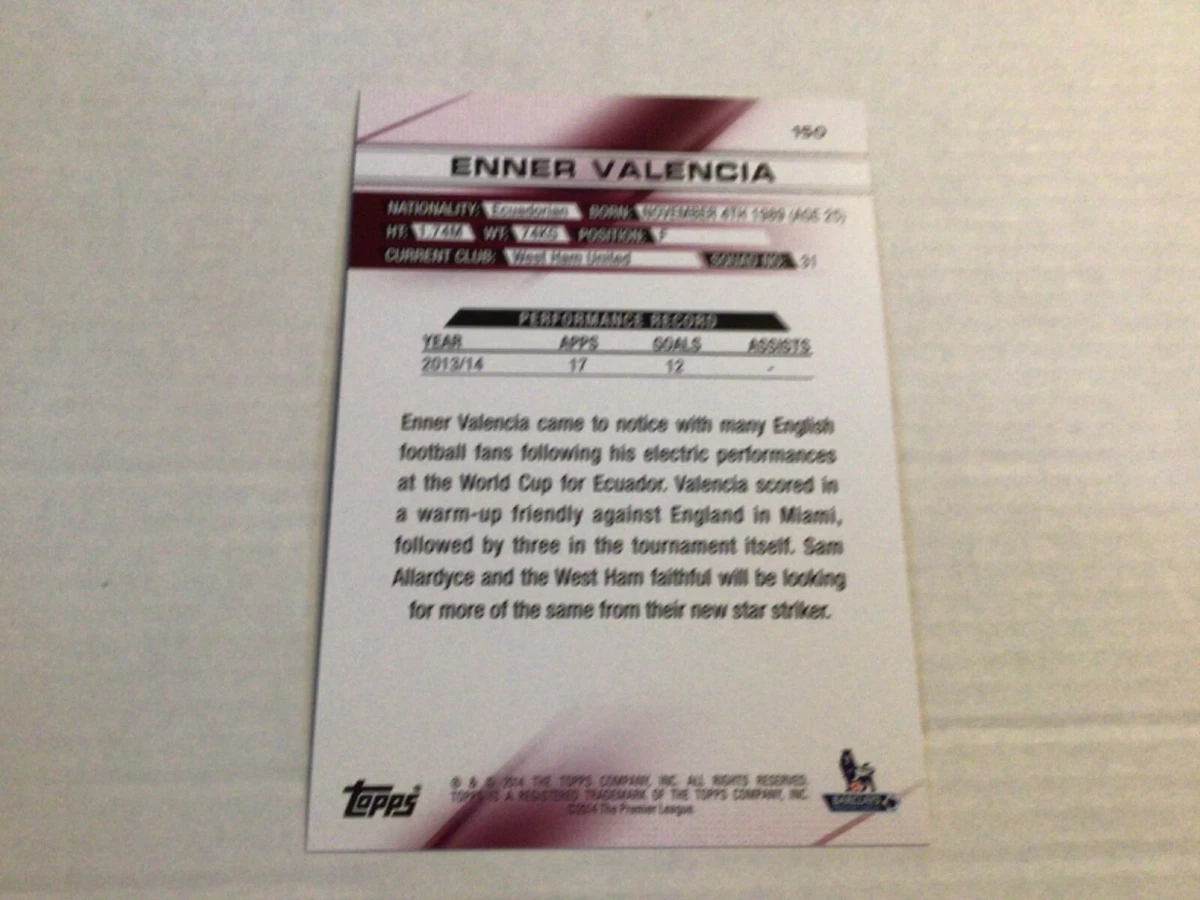 150
ENNER VALENCIA
NATIONALITY: Ecuadorian BORN: NOVEMBER 4TH 1989 (AGE 25)
HT: 1.74M WT: 74KG POSITION: F
CURRENT CLUB: West Ham United SQUAD NO: 31
PERFORMANCE RECORD
YEAR APPS GOALS ASSISTS
2013/14 17 12 -
Enner Valencia came to notice with many English
football fans following his electric performances
at the World Cup for Ecuador. Valencia scored in
a warm-up friendly against England in Miami,
followed by three in the tournament itself. Sam
Allardyce and the West Ham faithful will be looking
for more of the same from their new star striker.
Topps®
® & © 2014 THE TOPPS COMPANY, INC. ALL RIGHTS RESERVED.
TOPPS IS A REGISTERED TRADEMARK OF THE TOPPS COMPANY, INC.
©2014 The Premier League
BARCLAYS